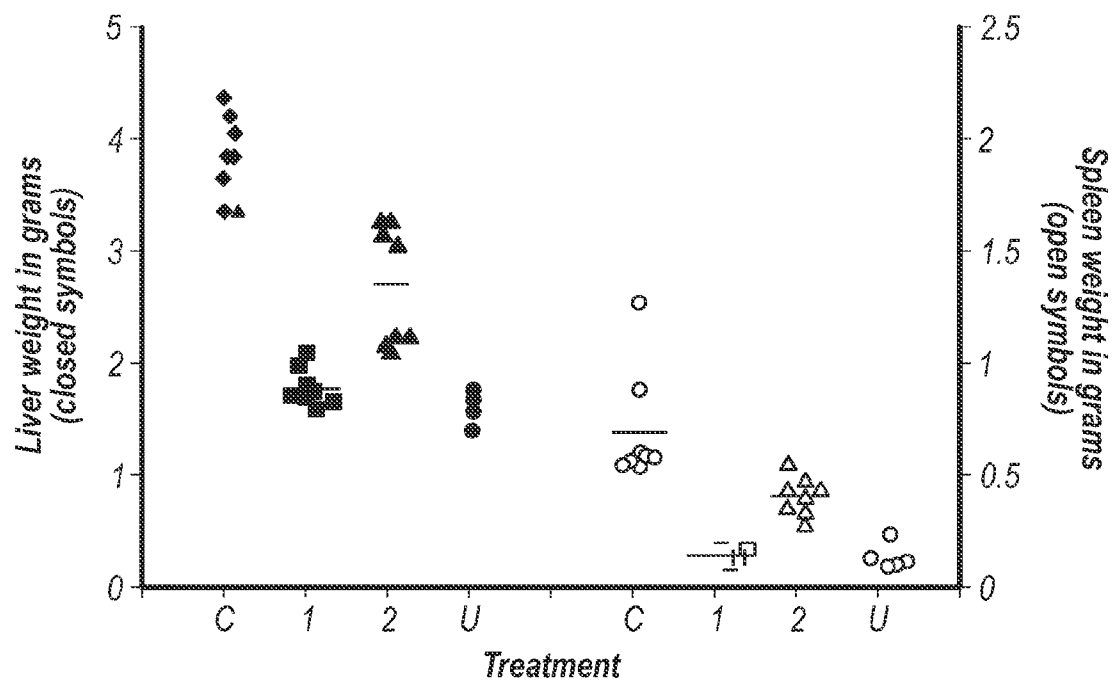 5
4
3
2
1
0
Liver weight in grams
(closed symbols)
2.5
2
1.5
1
0.5
0
Spleen weight in grams
(open symbols)
C 1 2 U C 1 2 U
Treatment